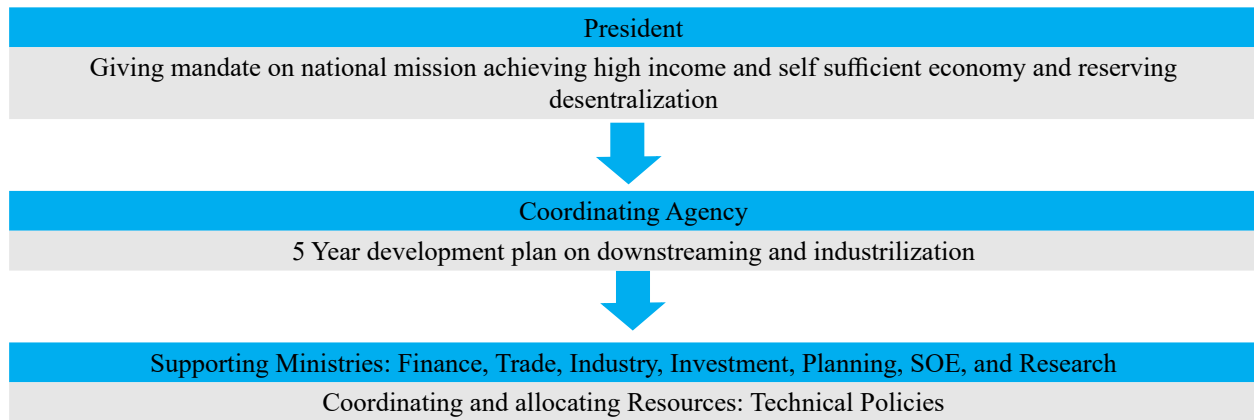 President
Giving mandate on national mission achieving high income and self sufficient economy and reserving
desentralization
Coordinating Agency
5 Year development plan on downstreaming and industrilization
Supporting Ministries: Finance, Trade, Industry, Investment, Planning, SOE, and Research
Coordinating and allocating Resources: Technical Policies